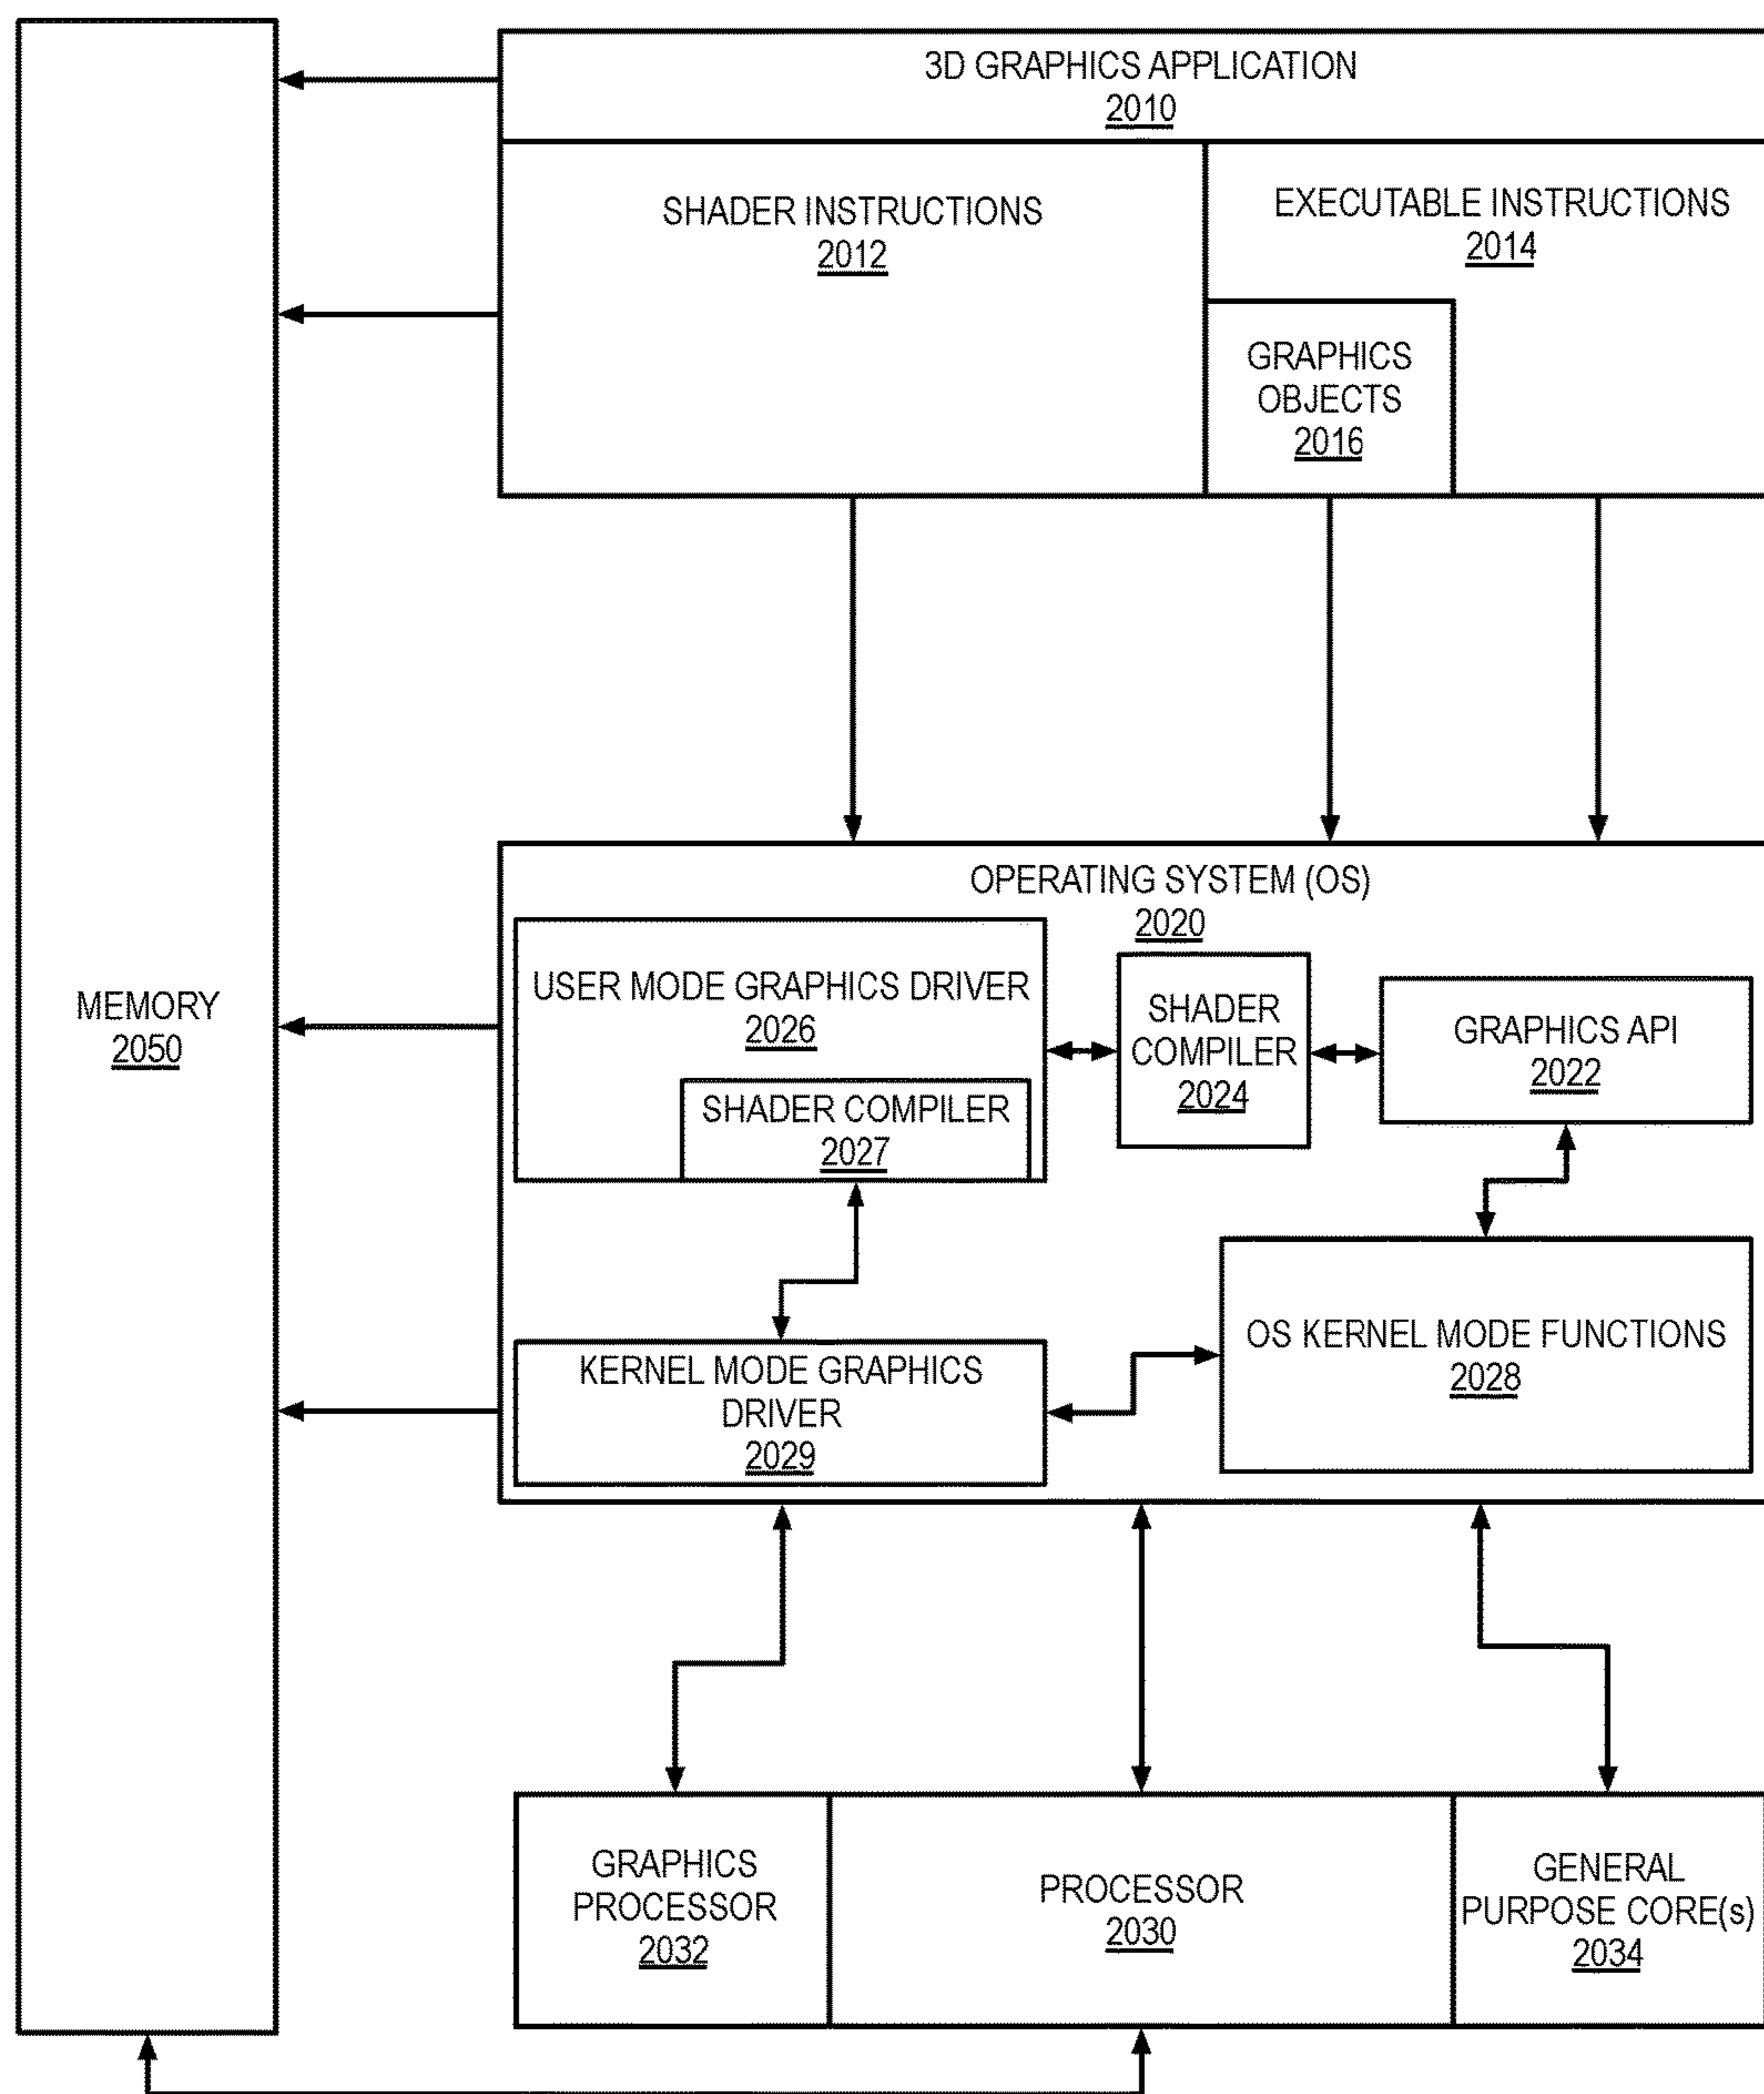 3D GRAPHICS APPLICATION
2010
SHADER INSTRUCTIONS
2012
EXECUTABLE INSTRUCTIONS
2014
GRAPHICS
OBJECTS
2016
MEMORY
2050
OPERATING SYSTEM (OS)
2020
USER MODE GRAPHICS DRIVER
2026
SHADER COMPILER
2027
SHADER
COMPILER
2024
GRAPHICS API
2022
KERNEL MODE GRAPHICS
DRIVER
2029
OS KERNEL MODE FUNCTIONS
2028
GRAPHICS
PROCESSOR
2032
PROCESSOR
2030
GENERAL
PURPOSE CORE(s)
2034